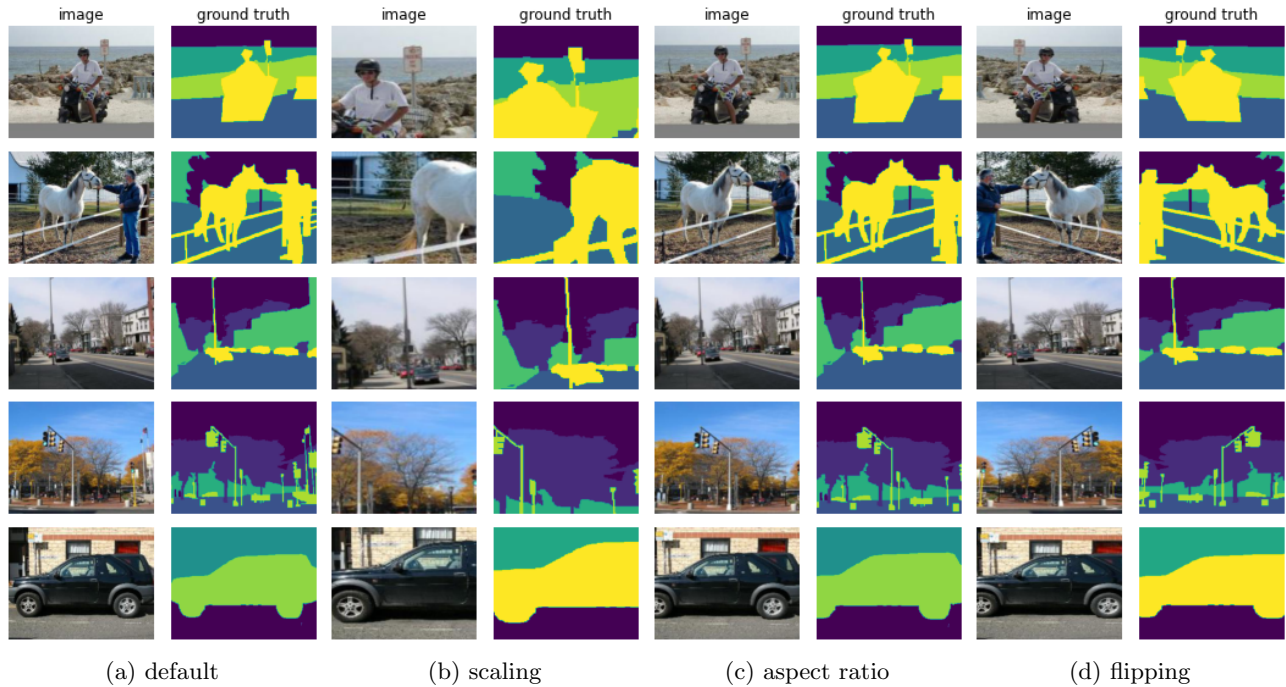 image ground truth image ground truth image ground truth image ground truth
(a) default (b) scaling (c) aspect ratio (d) flipping